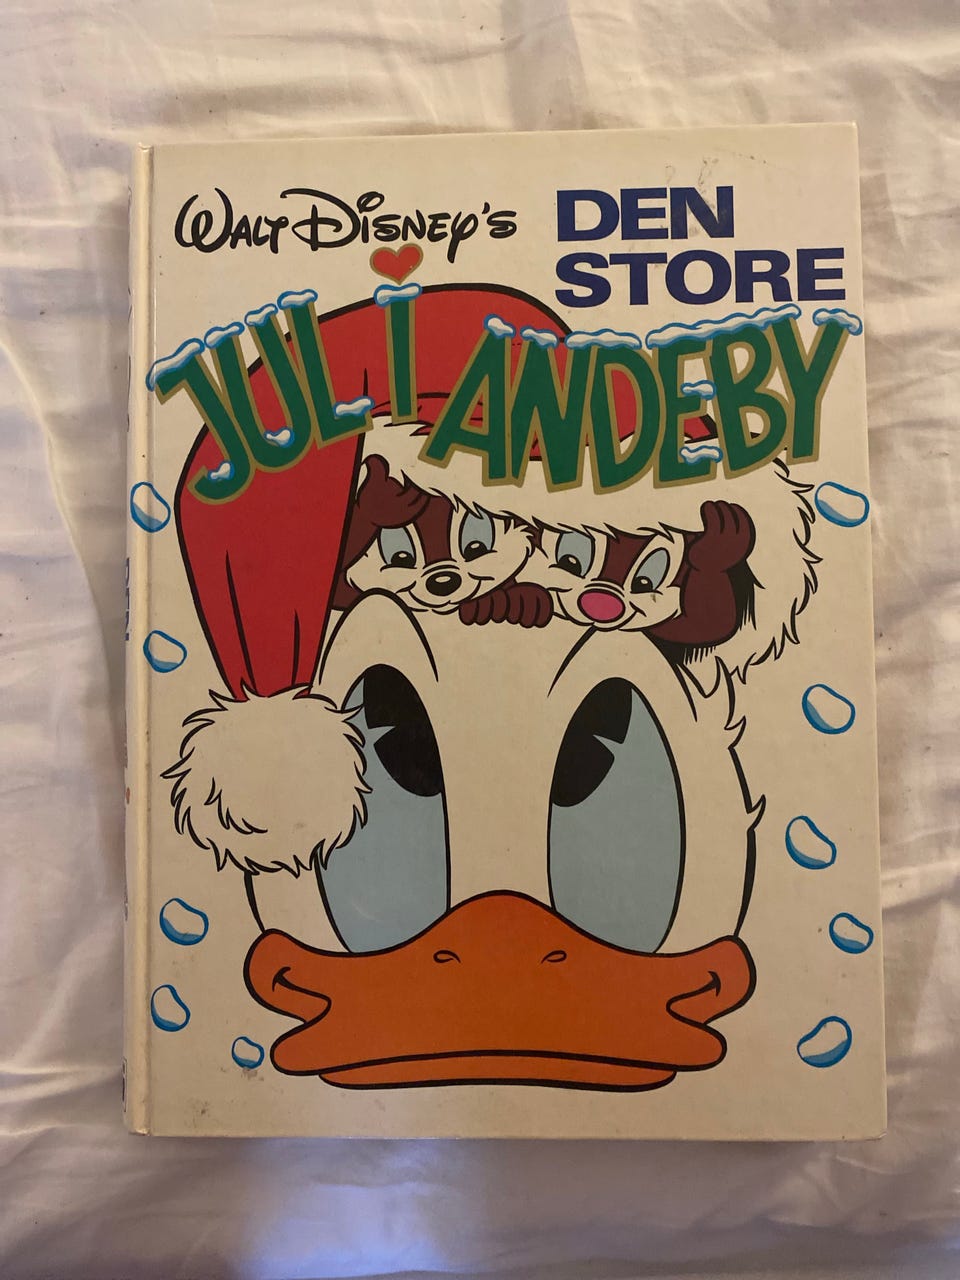 WALT DISNEY'S
DEN
STORE
JUL i ANDEBY